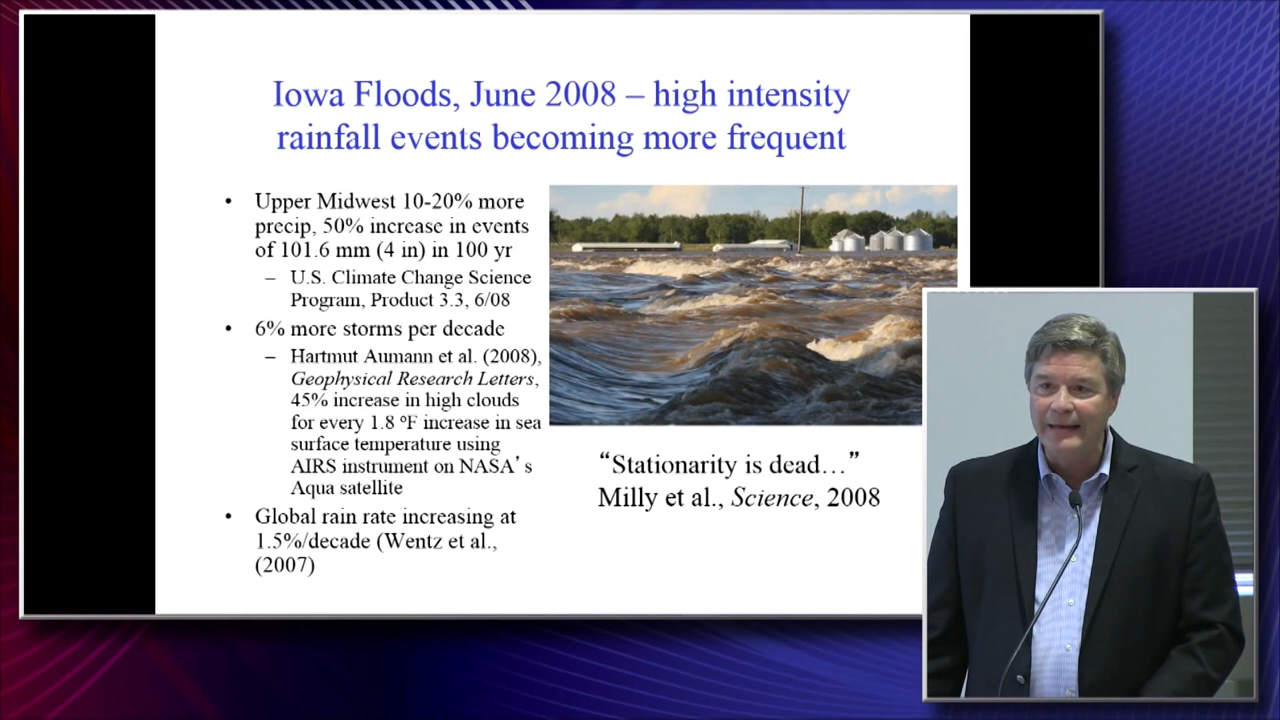 Iowa Floods, June 2008 – high intensity
rainfall events becoming more frequent
• Upper Midwest 10-20% more
precip, 50% increase in events
of 101.6 mm (4 in) in 100 yr
– U.S. Climate Change Science
Program, Product 3.3, 6/08
• 6% more storms per decade
– Hartmut Aumann et al. (2008),
Geophysical Research Letters,
45% increase in high clouds
for every 1.8 ºF increase in sea
surface temperature using
AIRS instrument on NASA’s
Aqua satellite
• Global rain rate increasing at
1.5%/decade (Wentz et al.,
(2007)
“Stationarity is dead…”
Milly et al., Science, 2008